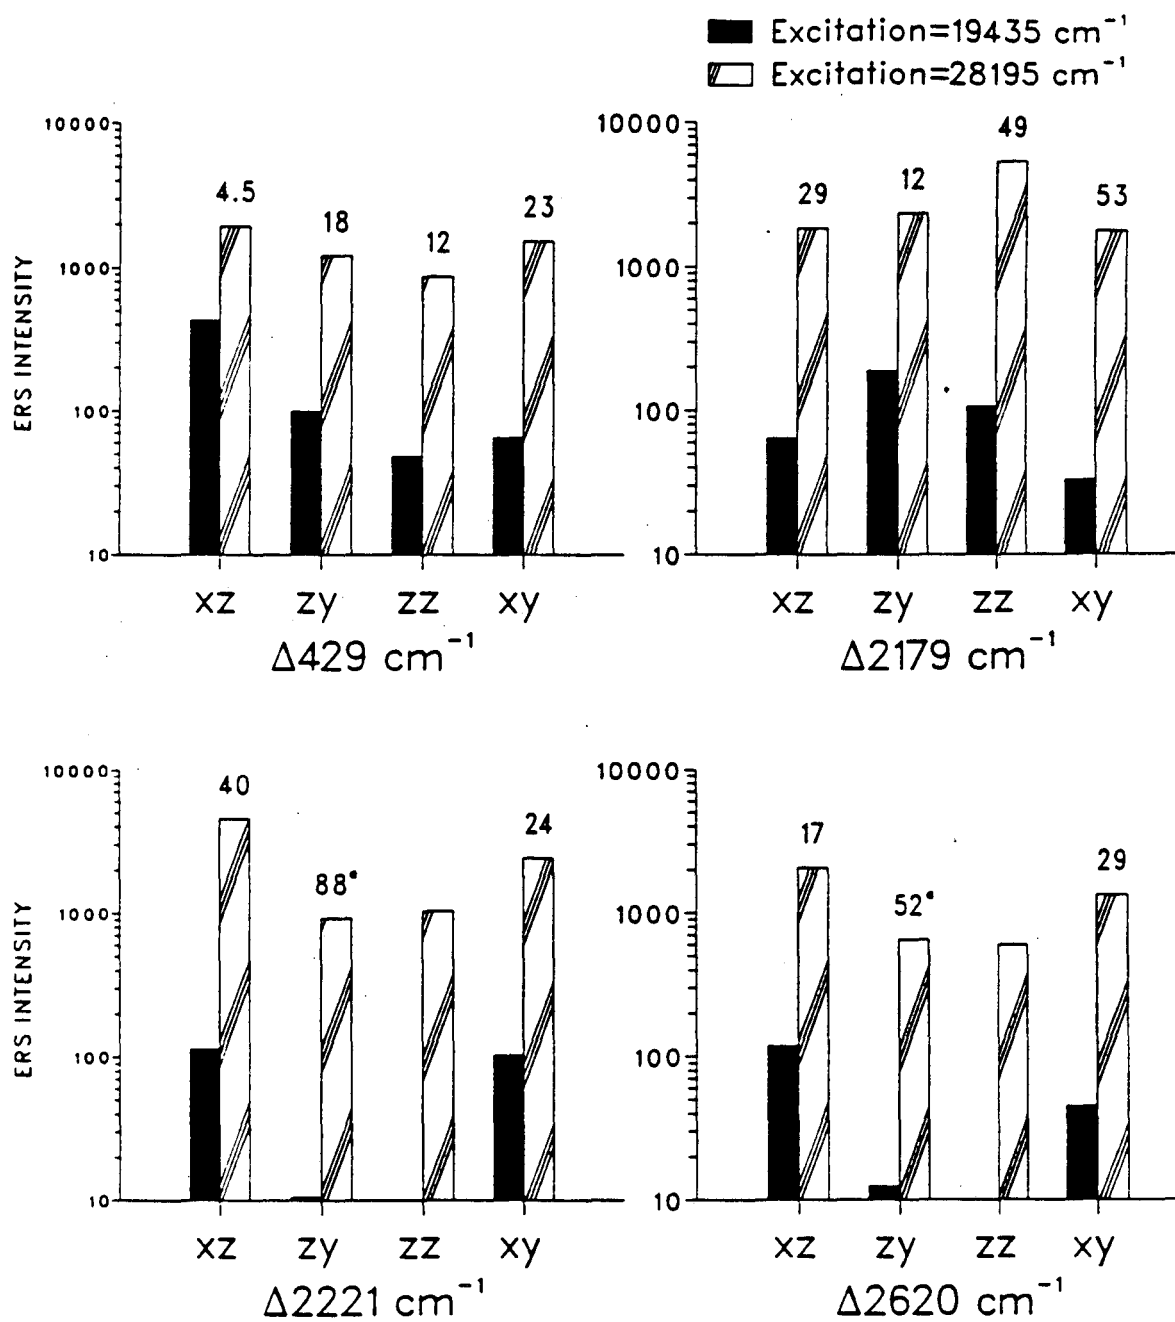 Excitation=19435 cm⁻¹
Excitation=28195 cm⁻¹
ERS INTENSITY
10000
1000
100
10
4.5
18
12
23
xz zy zz xy
Δ429 cm⁻¹
10000
1000
100
10
29
12
49
53
xz zy zz xy
Δ2179 cm⁻¹
ERS INTENSITY
10000
1000
100
10
40
88*
24
xz zy zz xy
Δ2221 cm⁻¹
10000
1000
100
10
17
52*
29
xz zy zz xy
Δ2620 cm⁻¹